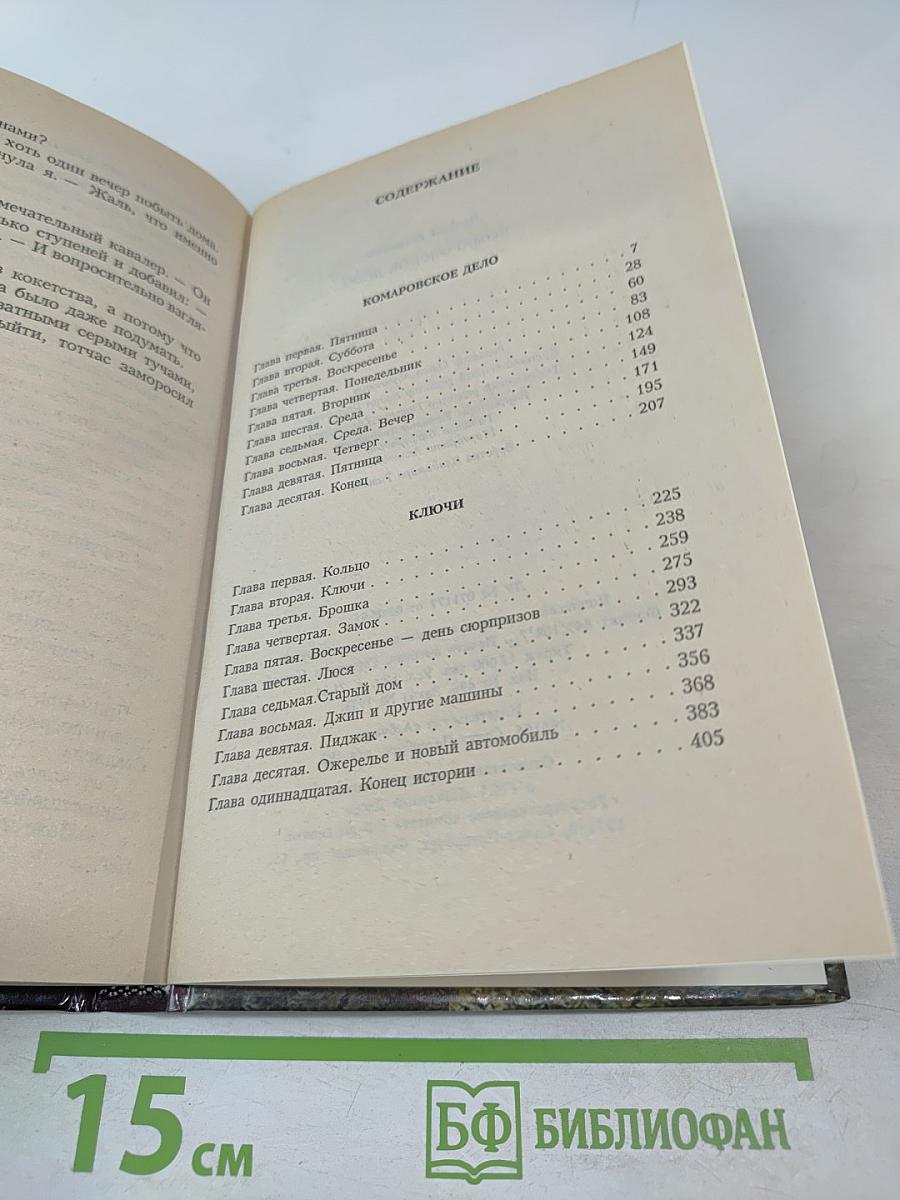 нами?
хоть один вечер побыть дома.
нула я. — Жаль, что именно
мечательный кавалер. — Он
лько ступеней и добавил: —
. — И вопросительно взгля-
з кокетства, а потому что
а было даже подумать.
ватными серыми тучами,
ыйти, тотчас заморосил
СОДЕРЖАНИЕ
КОМАРОВСКОЕ ДЕЛО
Глава первая. Пятница . . . . . . . . . . 7
Глава вторая. Суббота . . . . . . . . . . 28
Глава третья. Воскресенье . . . . . . . . . . 60
Глава четвертая. Понедельник . . . . . . . . . . 83
Глава пятая. Вторник . . . . . . . . . . 108
Глава шестая. Среда . . . . . . . . . . 124
Глава седьмая. Среда. Вечер . . . . . . . . . . 149
Глава восьмая. Четверг . . . . . . . . . . 171
Глава девятая. Пятница . . . . . . . . . . 195
Глава десятая. Конец . . . . . . . . . . 207
КЛЮЧИ
Глава первая. Кольцо . . . . . . . . . . 225
Глава вторая. Ключи . . . . . . . . . . 238
Глава третья. Брошка . . . . . . . . . . 259
Глава четвертая. Замок . . . . . . . . . . 275
Глава пятая. Воскресенье — день сюрпризов . . . . . . 293
Глава шестая. Люся . . . . . . . . . . 322
Глава седьмая.Старый дом . . . . . . . . . . 337
Глава восьмая. Джип и другие машины . . . . . . . 356
Глава девятая. Пиджак . . . . . . . . . . 368
Глава десятая. Ожерелье и новый автомобиль . . . . . . 383
Глава одиннадцатая. Конец истории . . . . . . . . 405
15 см
БФ БИБЛИОФАН